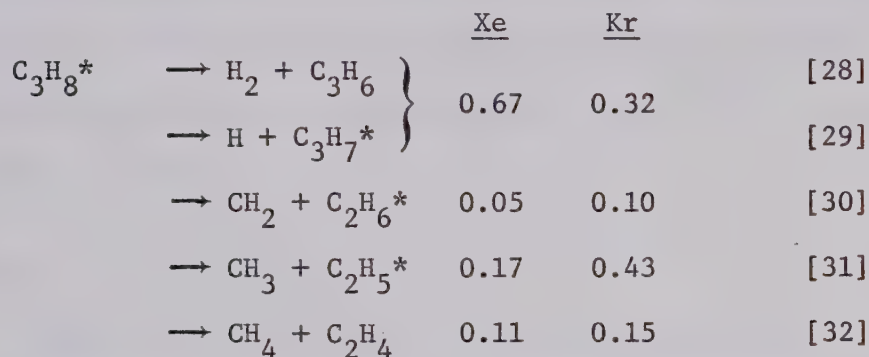 Xe Kr
C₃H₈* → H₂ + C₃H₆ [28]
} 0.67 0.32
→ H + C₃H₇* [29]
→ CH₂ + C₂H₆* 0.05 0.10 [30]
→ CH₃ + C₂H₅* 0.17 0.43 [31]
→ CH₄ + C₂H₄ 0.11 0.15 [32]